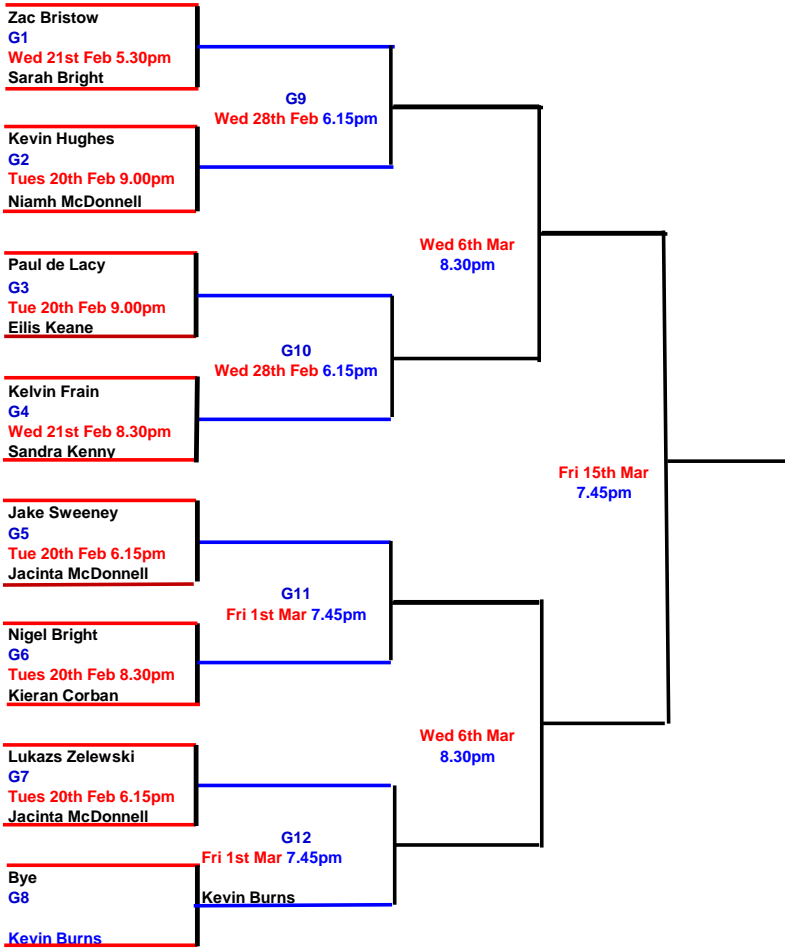 Zac Bristow
G1
Wed 21st Feb 5.30pm
Sarah Bright
G9
Wed 28th Feb 6.15pm
Kevin Hughes
G2
Tues 20th Feb 9.00pm
Niamh McDonnell
Wed 6th Mar
8.30pm
Paul de Lacy
G3
Tue 20th Feb 9.00pm
Eilis Keane
G10
Wed 28th Feb 6.15pm
Kelvin Frain
G4
Wed 21st Feb 8.30pm
Sandra Kenny
Fri 15th Mar
7.45pm
Jake Sweeney
G5
Tue 20th Feb 6.15pm
Jacinta McDonnell
G11
Fri 1st Mar 7.45pm
Nigel Bright
G6
Tues 20th Feb 8.30pm
Kieran Corban
Wed 6th Mar
8.30pm
Lukazs Zelewski
G7
Tues 20th Feb 6.15pm
Jacinta McDonnell
G12
Fri 1st Mar 7.45pm
Bye
G8
Kevin Burns
Kevin Burns